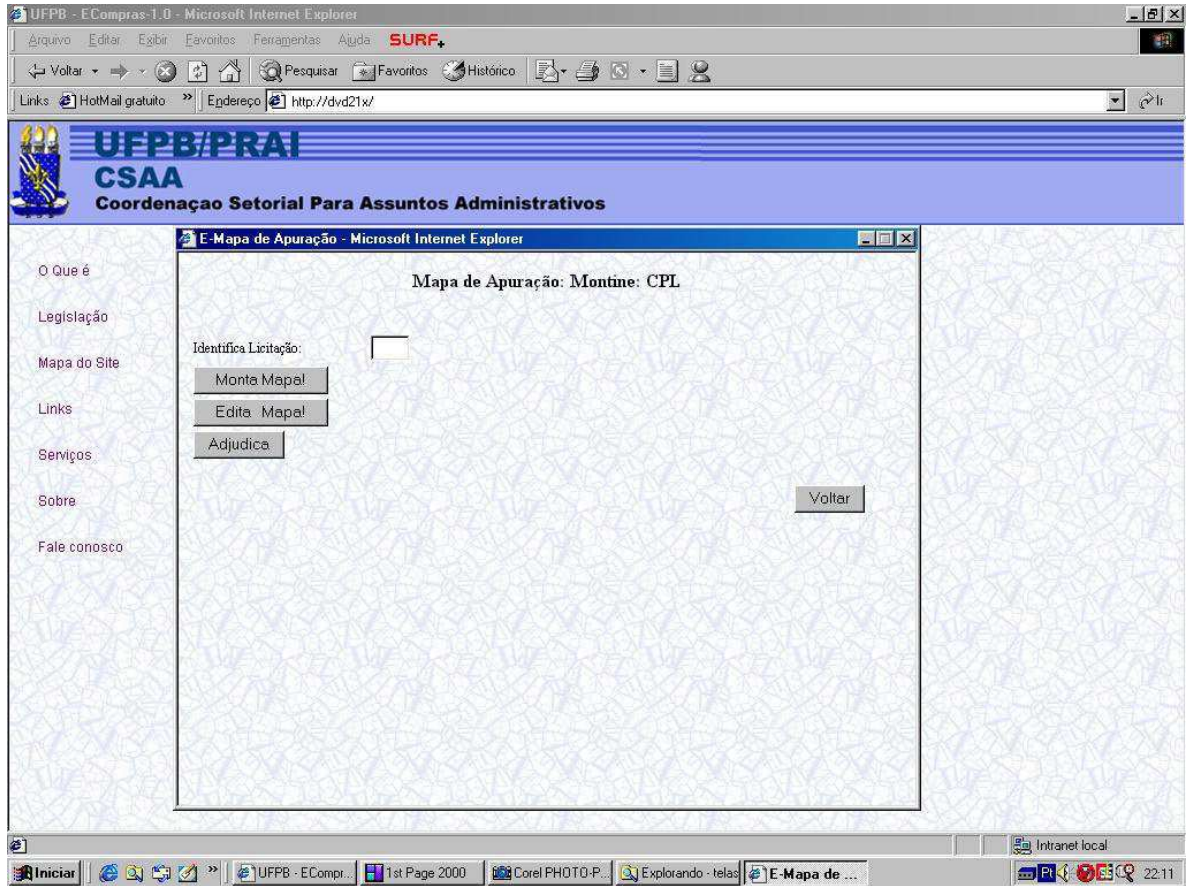 UFPB - ECompras-1.0 - Microsoft Internet Explorer
Arquivo Editar Exibir Favoritos Ferramentas Ajuda SURF+
Voltar Pesquisar Favoritos Histórico
Links HotMail gratuito » Endereço http://dvd21x/ Ir
UFPB/PRAI
CSAA
Coordenaçao Setorial Para Assuntos Administrativos
E-Mapa de Apuração - Microsoft Internet Explorer
Mapa de Apuração: Montine: CPL
O Que é
Legislação
Mapa do Site
Links
Serviços
Sobre
Fale conosco
Identifica Licitação:
Monta Mapa!
Edita Mapa!
Adjudica
Voltar
Intranet local
Iniciar » UFPB - ECompr... 1st Page 2000 Corel PHOTO-P... Explorando - telas E-Mapa de ... Pt 22:11